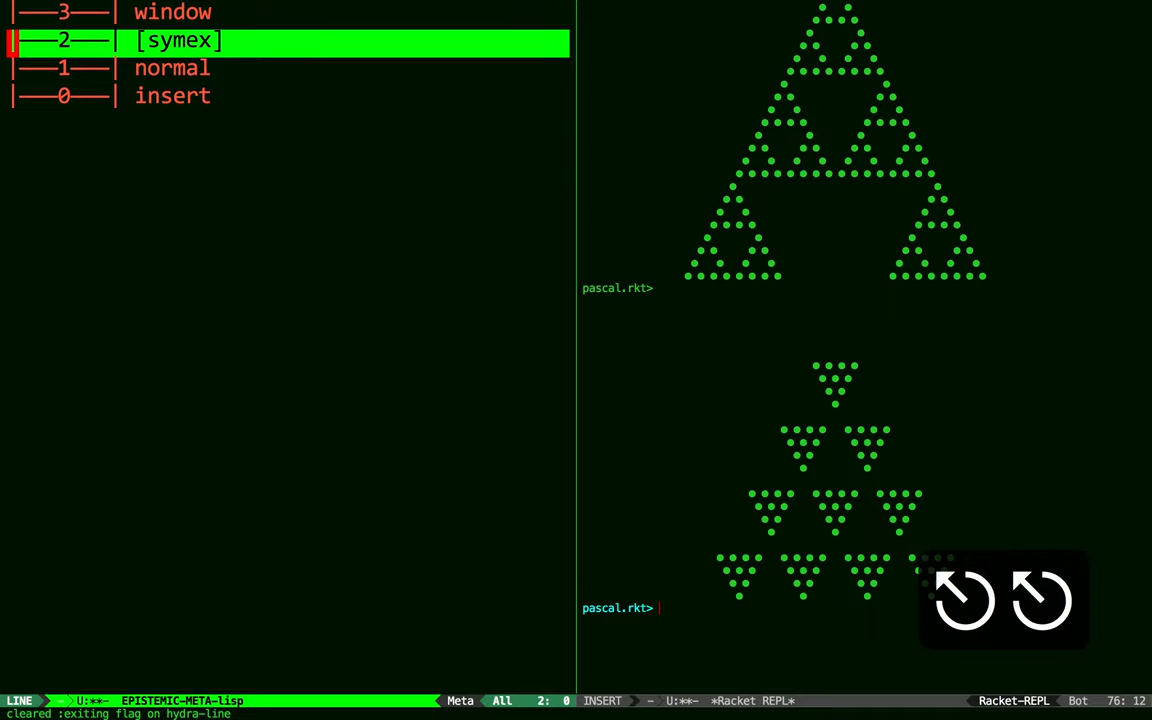 |———3———| window
|———2———| [symex]
|———1———| normal
|———0———| insert
pascal.rkt>
pascal.rkt>
LINE - U:**- EPISTEMIC-META-lisp Meta All 2: 0
INSERT - U:**- *Racket REPL* Racket-REPL Bot 76: 12
cleared :exiting flag on hydra-line